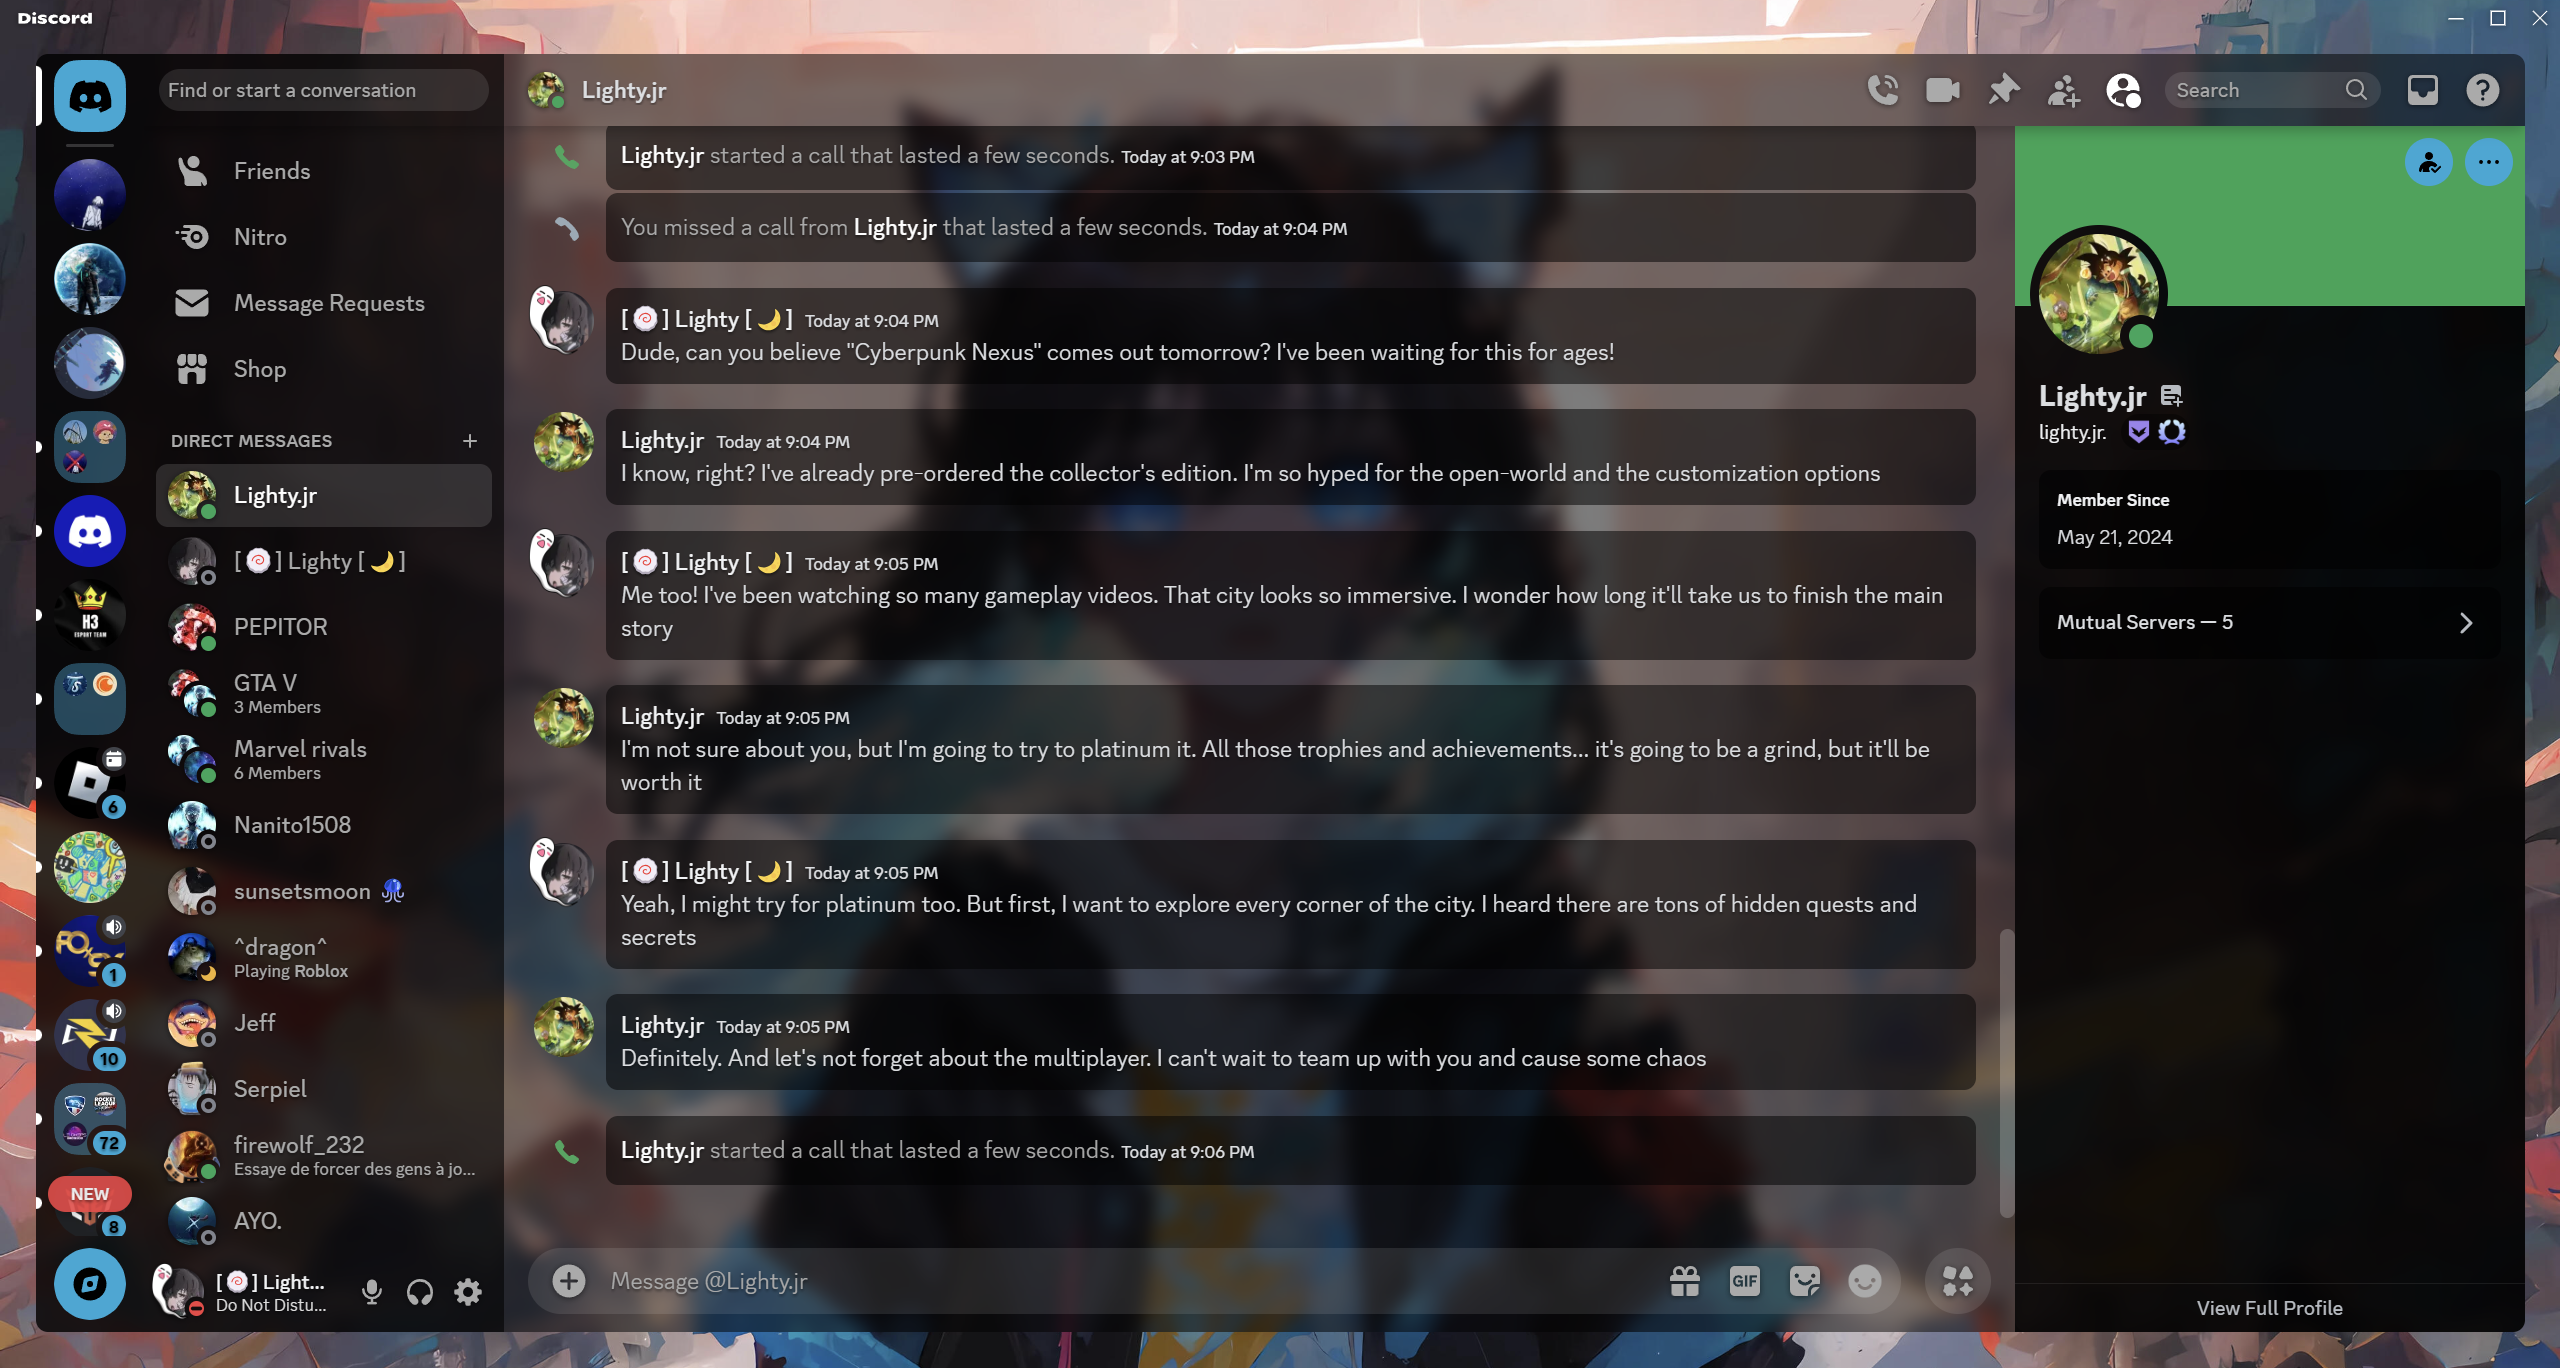 Discord
Find or start a conversation
Friends
Nitro
Message Requests
Shop
DIRECT MESSAGES
Lighty.jr
[🍥] Lighty [🌙]
PEPITOR
GTA V
3 Members
Marvel rivals
6 Members
Nanito1508
sunsetsmoon 🪼
^dragon^
Playing Roblox
Jeff
Serpiel
firewolf_232
Essaye de forcer des gens à jo...
AYO.
H3
ESPORT TEAM
6
1
10
ROCKET
LEAGUE
72
NEW
8
[🍥] Light...
Do Not Distu...
Lighty.jr
Search
Lighty.jr started a call that lasted a few seconds. Today at 9:03 PM
You missed a call from Lighty.jr that lasted a few seconds. Today at 9:04 PM
[🍥] Lighty [🌙] Today at 9:04 PM
Dude, can you believe "Cyberpunk Nexus" comes out tomorrow? I've been waiting for this for ages!
Lighty.jr Today at 9:04 PM
I know, right? I've already pre-ordered the collector's edition. I'm so hyped for the open-world and the customization options
[🍥] Lighty [🌙] Today at 9:05 PM
Me too! I've been watching so many gameplay videos. That city looks so immersive. I wonder how long it'll take us to finish the main
story
Lighty.jr Today at 9:05 PM
I'm not sure about you, but I'm going to try to platinum it. All those trophies and achievements... it's going to be a grind, but it'll be
worth it
[🍥] Lighty [🌙] Today at 9:05 PM
Yeah, I might try for platinum too. But first, I want to explore every corner of the city. I heard there are tons of hidden quests and
secrets
Lighty.jr Today at 9:05 PM
Definitely. And let's not forget about the multiplayer. I can't wait to team up with you and cause some chaos
Lighty.jr started a call that lasted a few seconds. Today at 9:06 PM
Message @Lighty.jr
GIF
Lighty.jr
lighty.jr.
Member Since
May 21, 2024
Mutual Servers — 5
View Full Profile